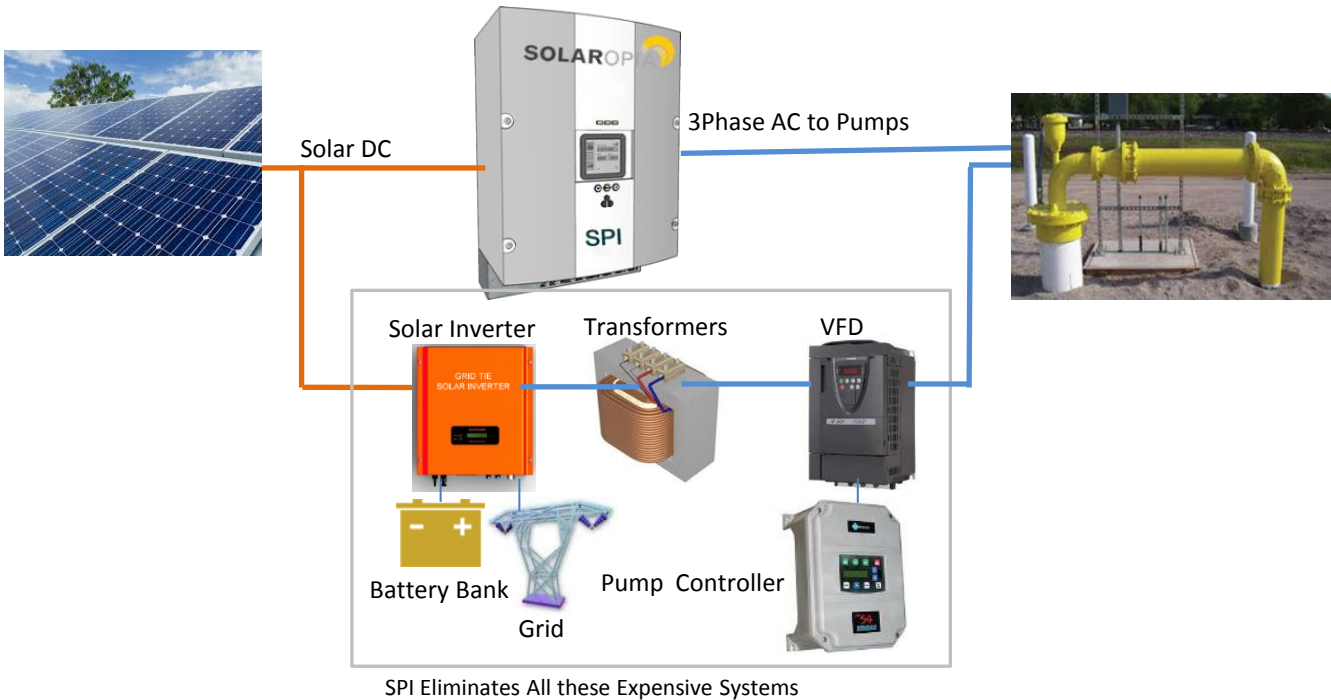 SOLAROPIA
3Phase AC to Pumps
Solar DC
SPI
Solar Inverter
Transformers
VFD
GRID TIE
SOLAR INVERTER
Battery Bank
Pump Controller
Grid
SPI Eliminates All these Expensive Systems